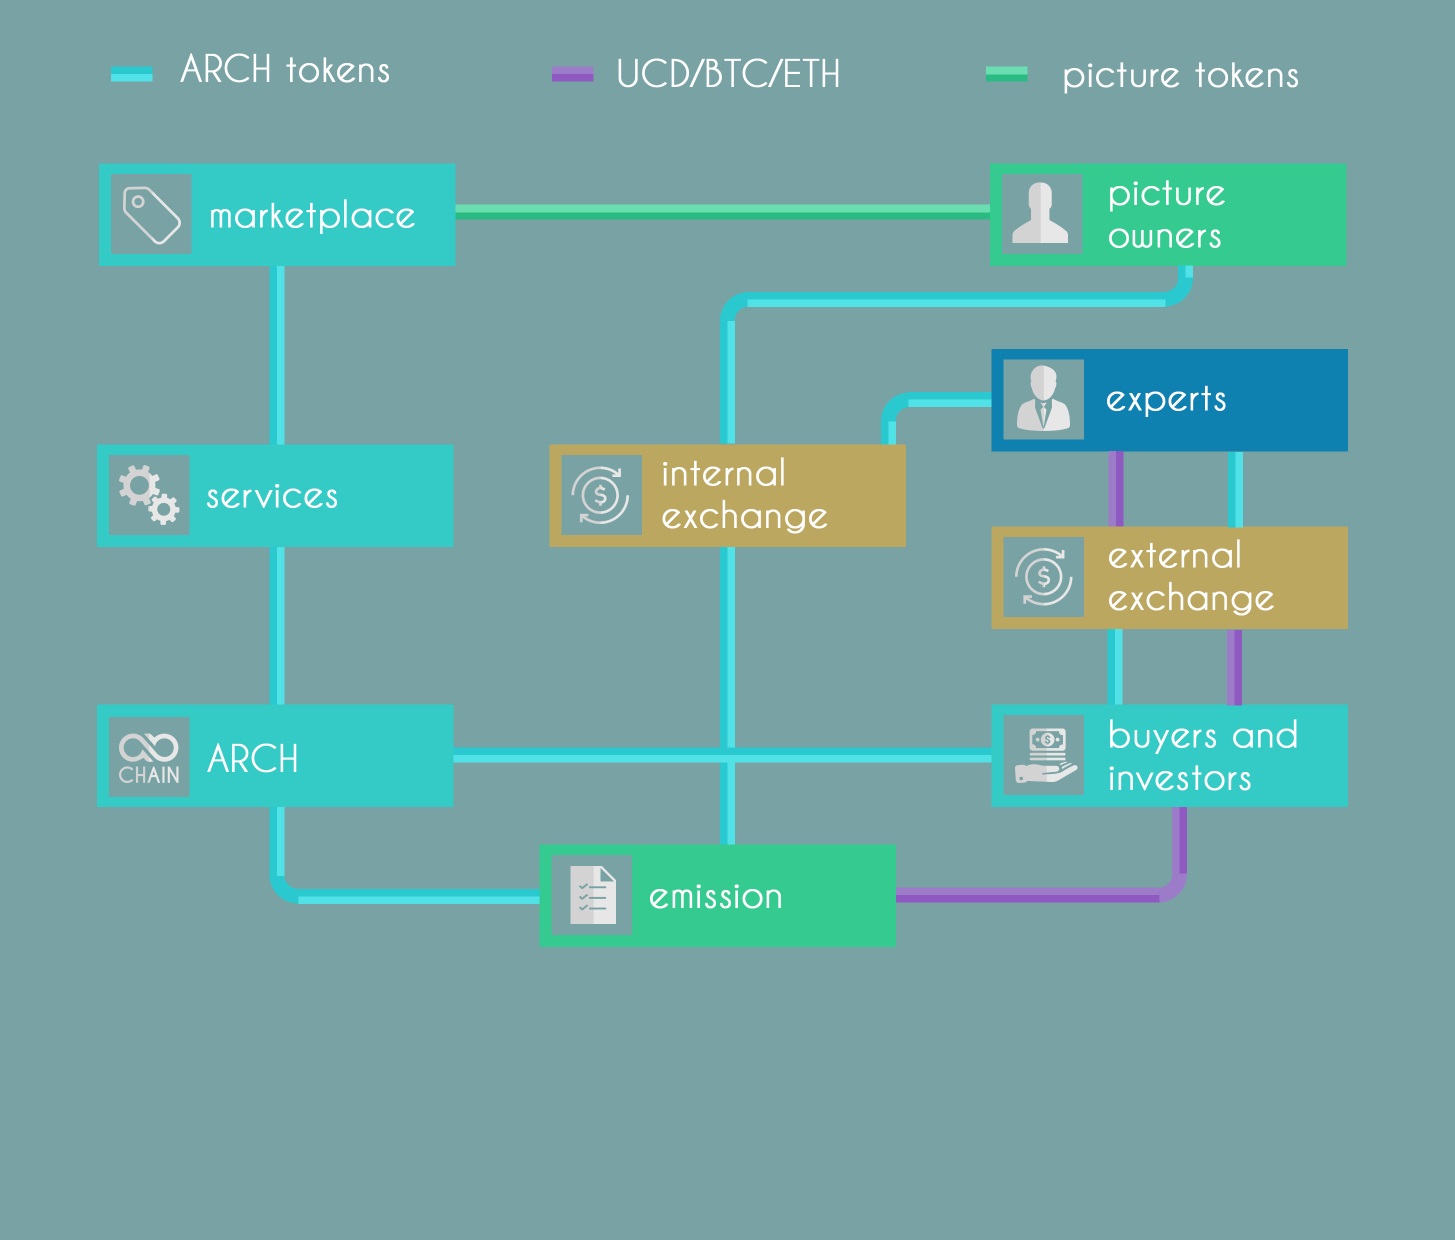 ARCH tokens
UCD/BTC/ETH
picture tokens
marketplace
picture
owners
experts
services
internal
exchange
external
exchange
CHAIN
ARCH
buyers and
investors
emission